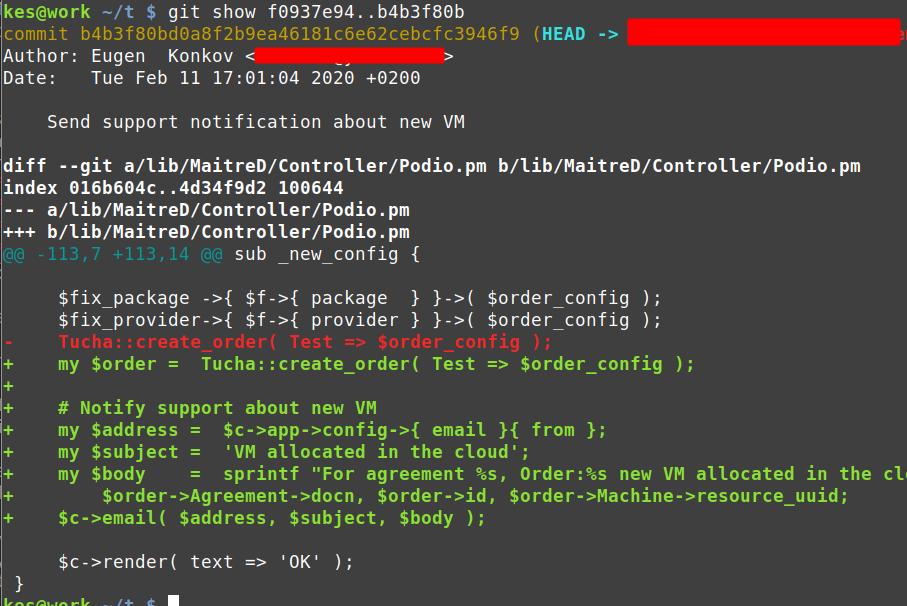 kes@work ~/t $ git show f0937e94..b4b3f80b
commit b4b3f80bd0a8f2b9ea46181c6e62cebcfc3946f9 (HEAD ->
Author: Eugen  Konkov <                    >
Date:   Tue Feb 11 17:01:04 2020 +0200

    Send support notification about new VM

diff --git a/lib/MaitreD/Controller/Podio.pm b/lib/MaitreD/Controller/Podio.pm
index 016b604c..4d34f9d2 100644
--- a/lib/MaitreD/Controller/Podio.pm
+++ b/lib/MaitreD/Controller/Podio.pm
@@ -113,7 +113,14 @@ sub _new_config {

     $fix_package ->{ $f->{ package  } }->( $order_config );
     $fix_provider->{ $f->{ provider } }->( $order_config );
-    Tucha::create_order( Test => $order_config );
+    my $order =  Tucha::create_order( Test => $order_config );
+
+    # Notify support about new VM
+    my $address =  $c->app->config->{ email }{ from };
+    my $subject =  'VM allocated in the cloud';
+    my $body    =  sprintf "For agreement %s, Order:%s new VM allocated in the clo
+        $order->Agreement->docn, $order->id, $order->Machine->resource_uuid;
+    $c->email( $address, $subject, $body );

     $c->render( text => 'OK' );
 }
kes@work ~/t $